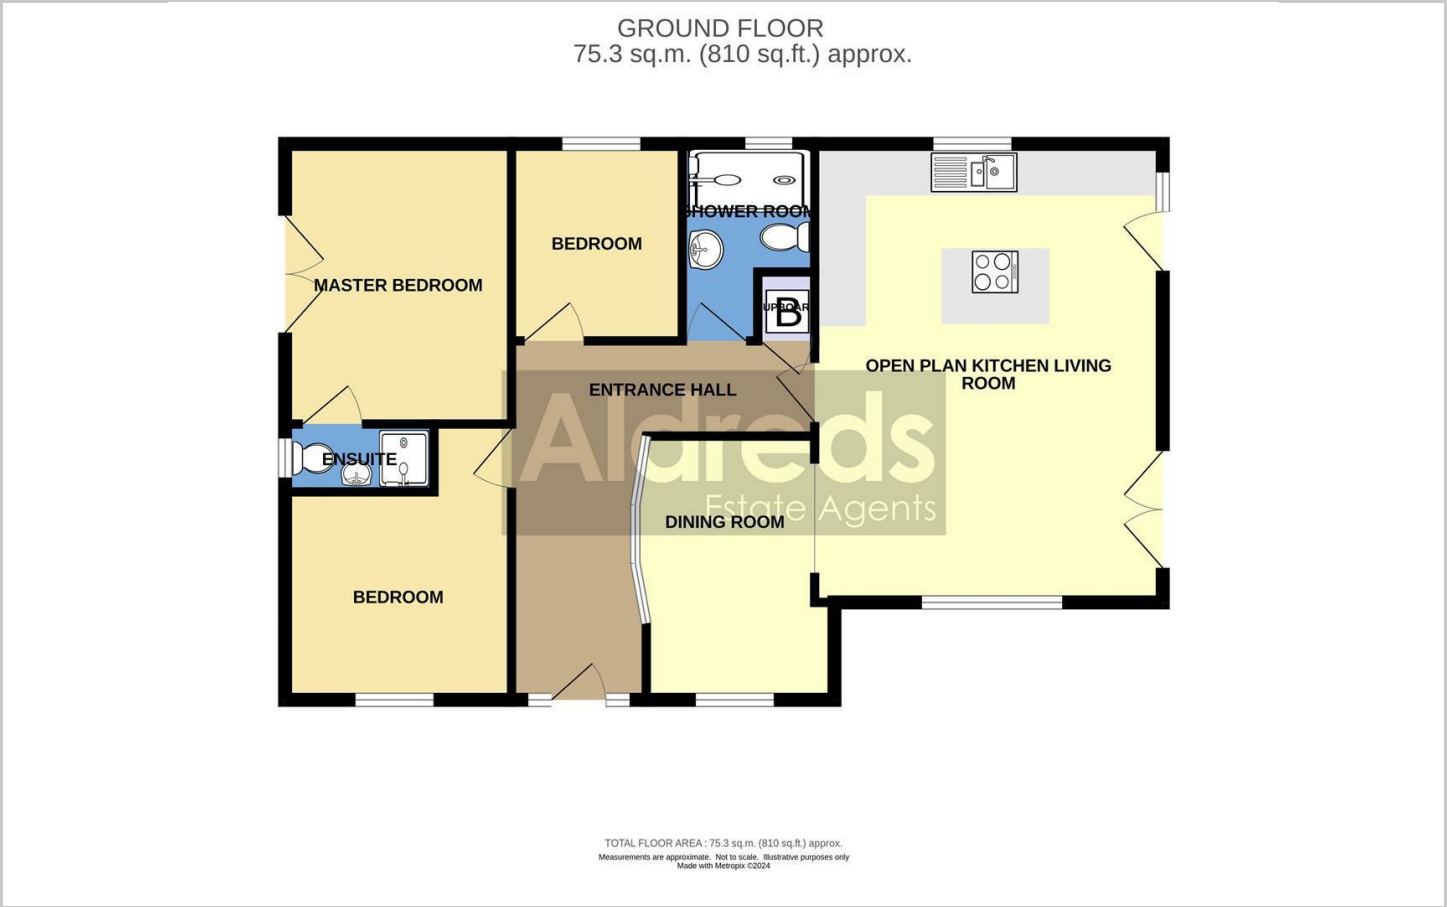 GROUND FLOOR
75.3 sq.m. (810 sq.ft.) approx.
BEDROOM
SHOWER ROOM
MASTER BEDROOM
UPBOAR
B
OPEN PLAN KITCHEN LIVING
ROOM
ENTRANCE HALL
Aldreds
Estate Agents
ENSUITE
DINING ROOM
BEDROOM
TOTAL FLOOR AREA : 75.3 sq.m. (810 sq.ft.) approx.
Measurements are approximate. Not to scale. Illustrative purposes only
Made with Metropix ©2024